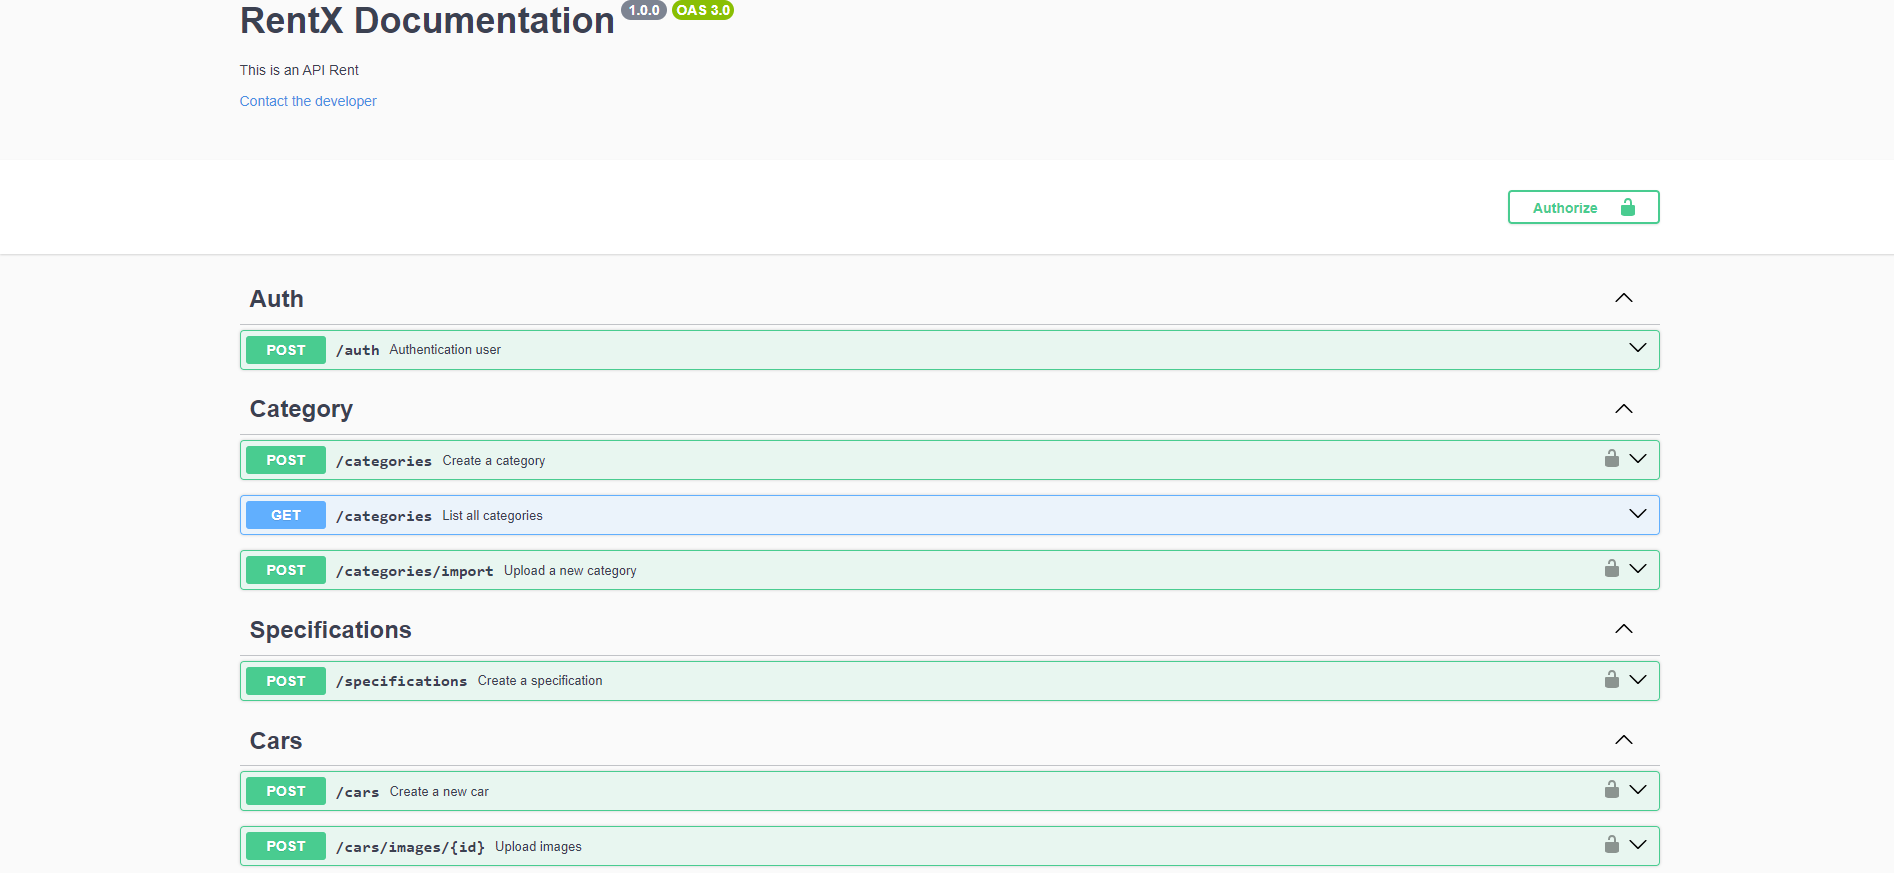 RentX Documentation 1.0.0 OAS 3.0
This is an API Rent
Contact the developer
Authorize
Auth
POST /auth Authentication user
Category
POST /categories Create a category
GET /categories List all categories
POST /categories/import Upload a new category
Specifications
POST /specifications Create a specification
Cars
POST /cars Create a new car
POST /cars/images/{id} Upload images